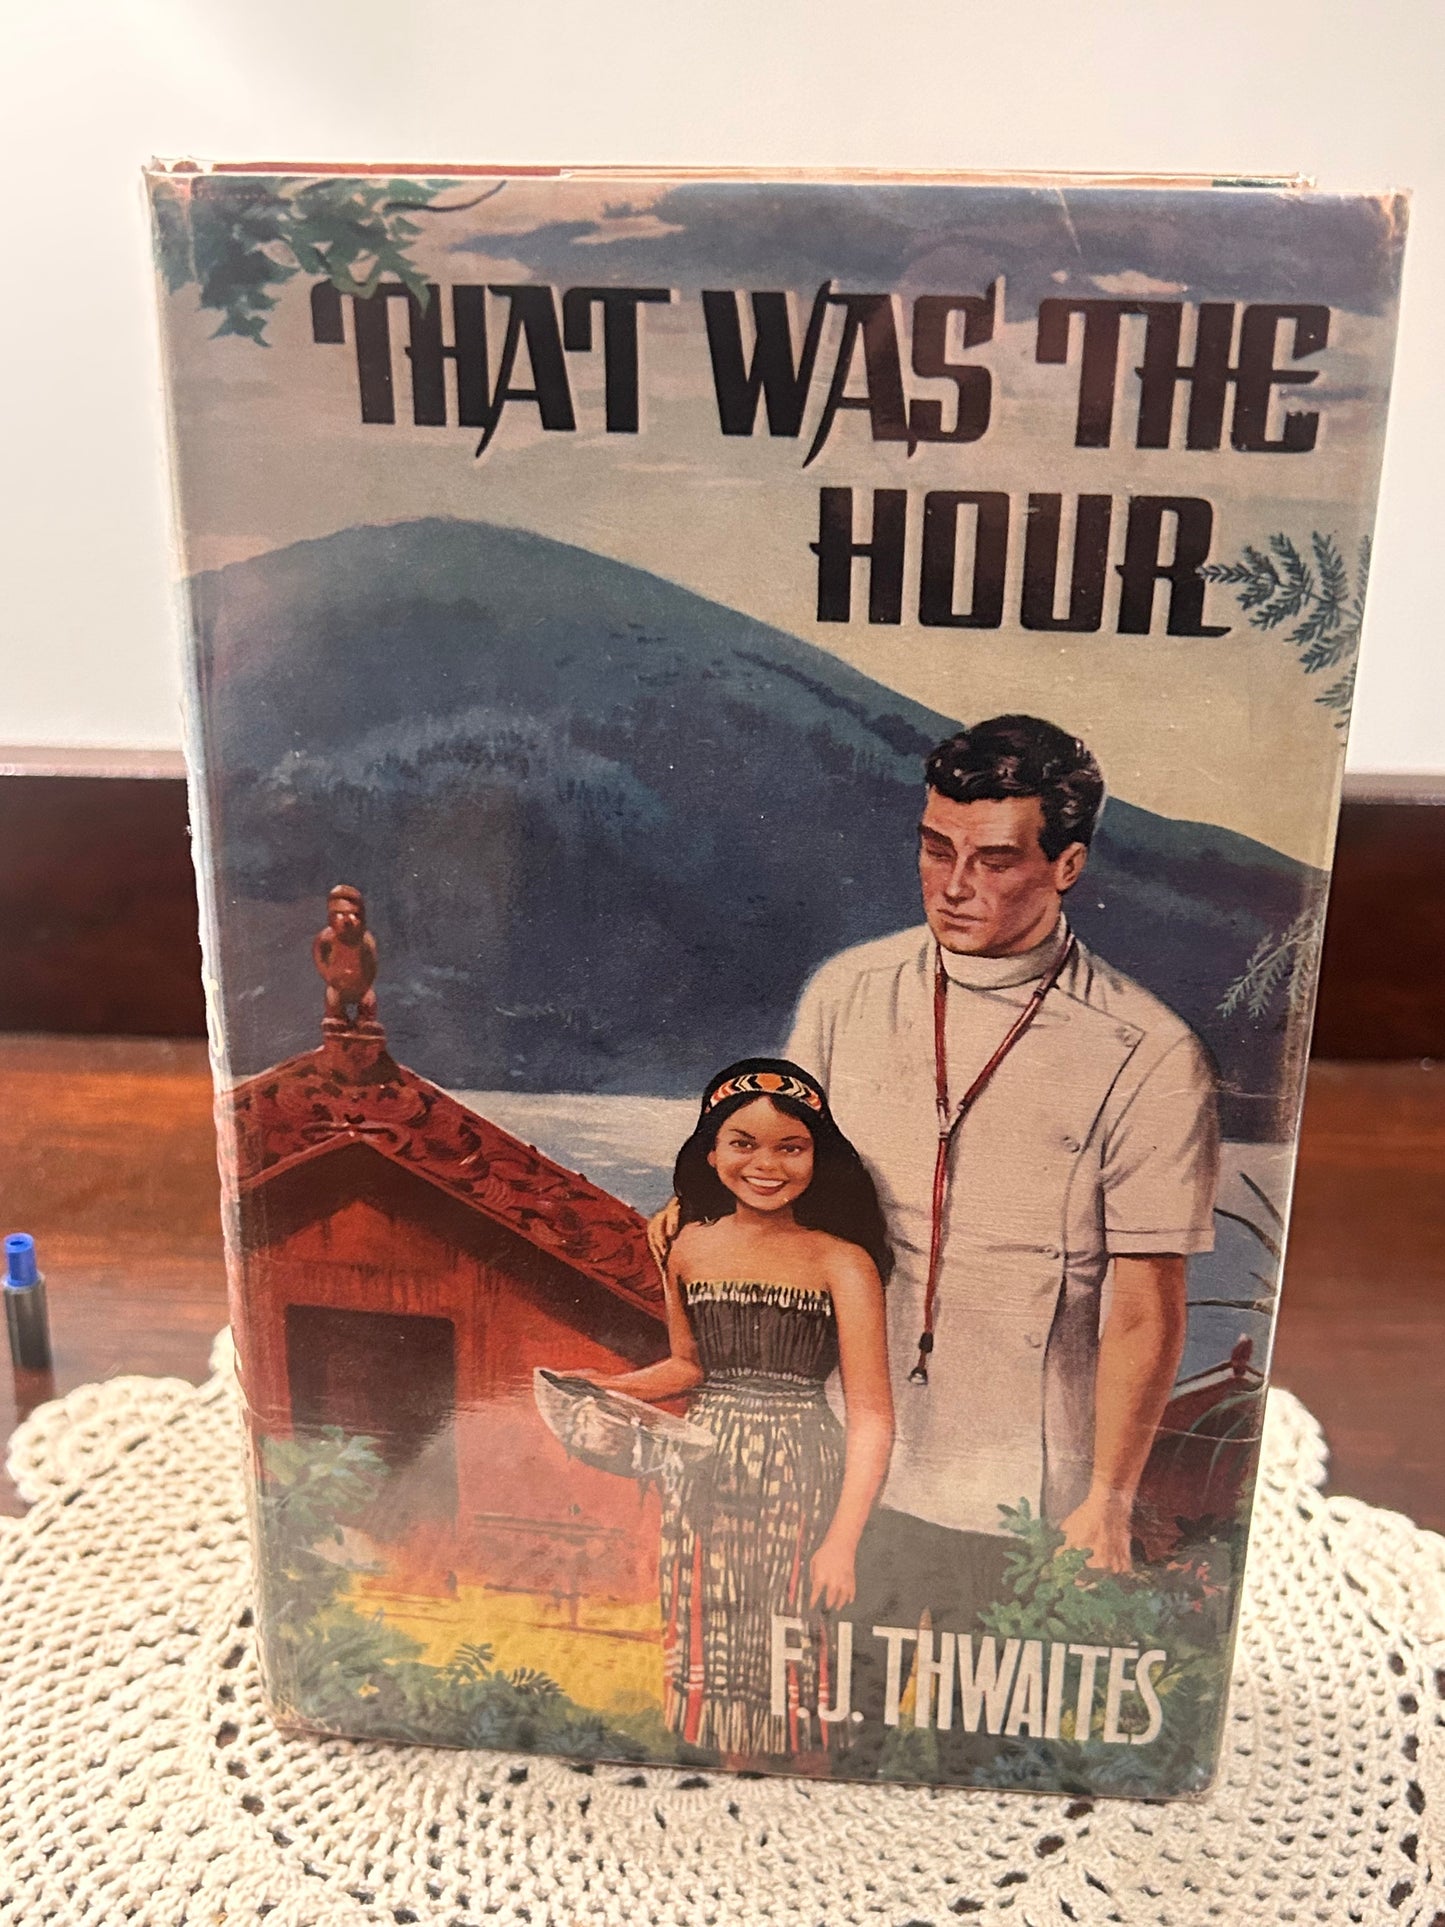 THAT WAS THE
HOUR
F.J. THWAITES